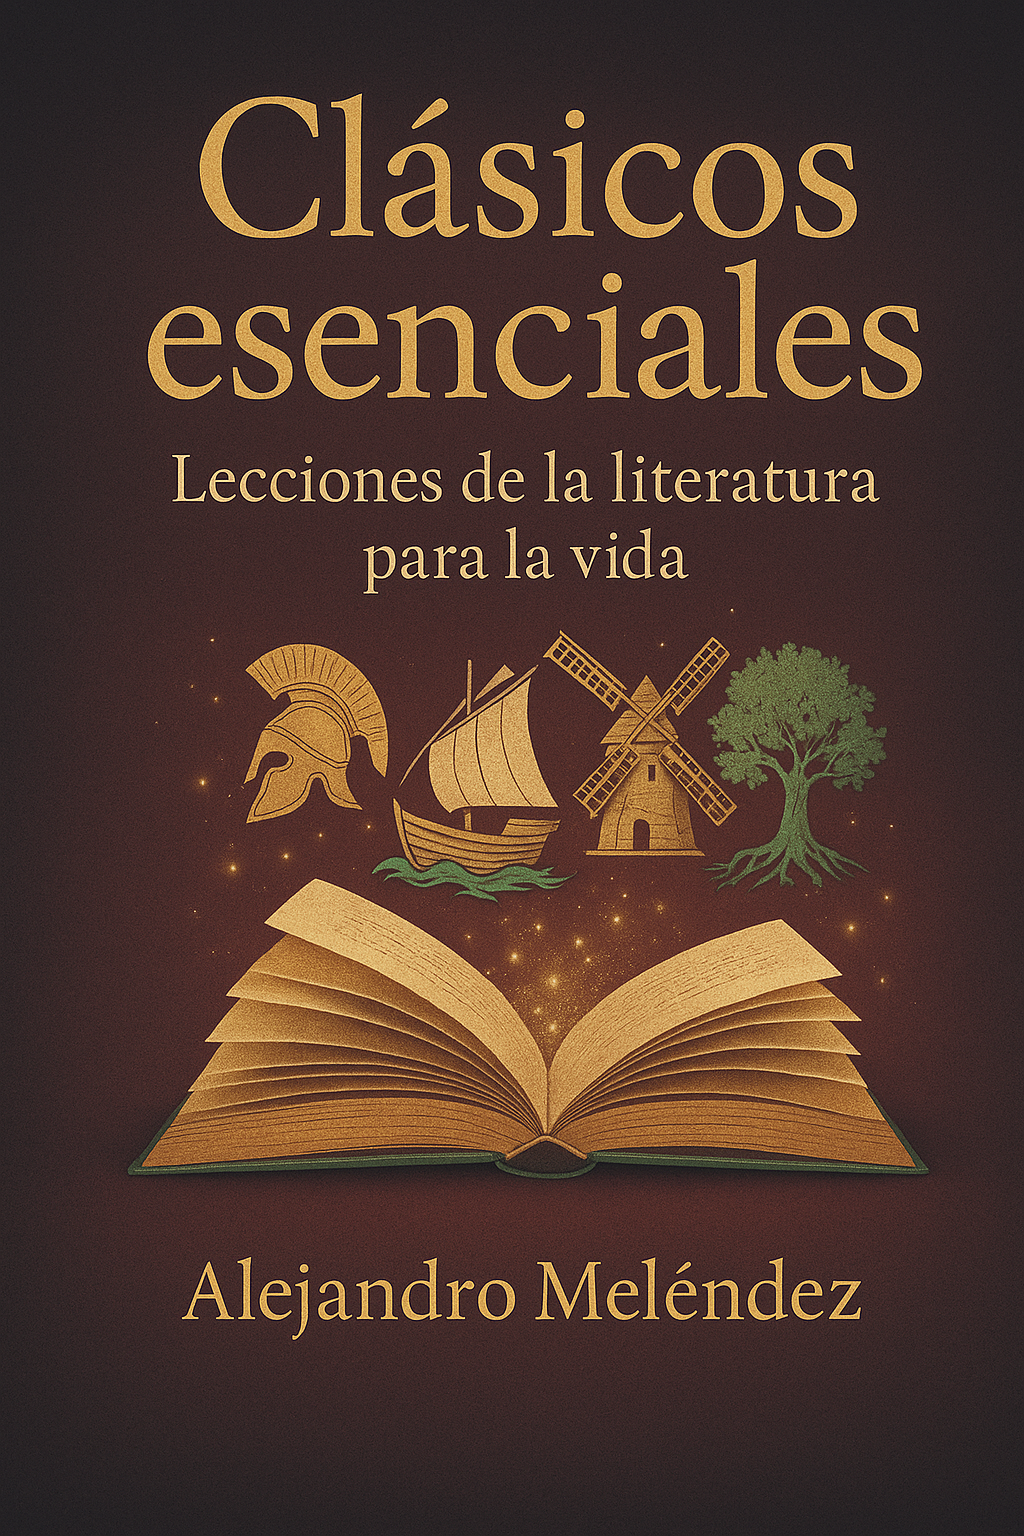 Clásicos
esenciales
Lecciones de la literatura
para la vida
Alejandro Meléndez